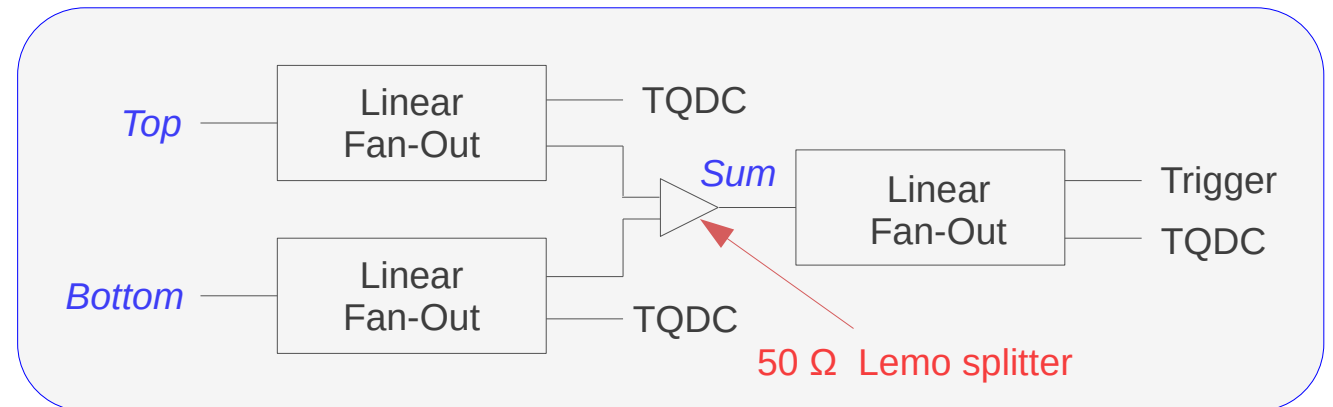 Linear
Fan-Out
TQDC
Top
Sum
Linear
Fan-Out
Trigger
TQDC
Linear
Fan-Out
Bottom
TQDC
50 Ω Lemo splitter